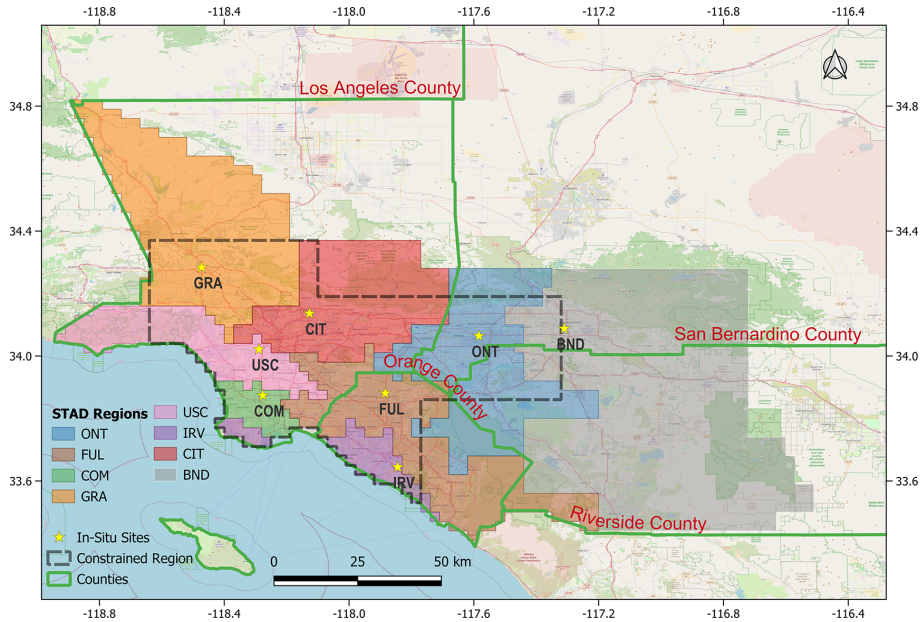 -118.8 -118.4 -118.0 -117.6 -117.2 -116.8 -116.4
34.8
34.4
34.0
33.6
Los Angeles County
San Bernardino County
Orange County
Riverside County
GRA
CIT
USC
ONT
BND
COM
FUL
IRV
STAD Regions
ONT
FUL
COM
GRA
USC
IRV
CIT
BND
In-Situ Sites
Constrained Region
Counties
0 25 50 km
34.8
34.4
34.0
33.6
-118.8 -118.4 -118.0 -117.6 -117.2 -116.8 -116.4